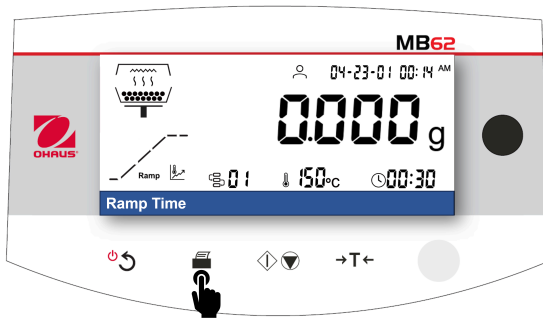 MB62
04-23-01 00:14 AM
0.000 g
OHAUS
Ramp
01
150°C
00:30
Ramp Time
→T←